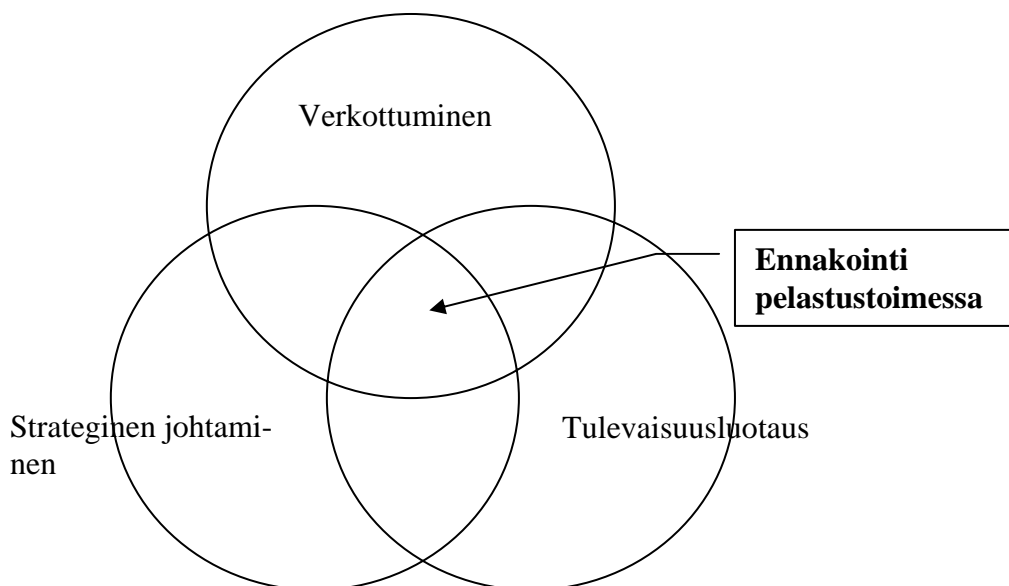 Verkottuminen
Ennakointi
pelastustoimessa
Strateginen johtami-
nen
Tulevaisuusluotaus